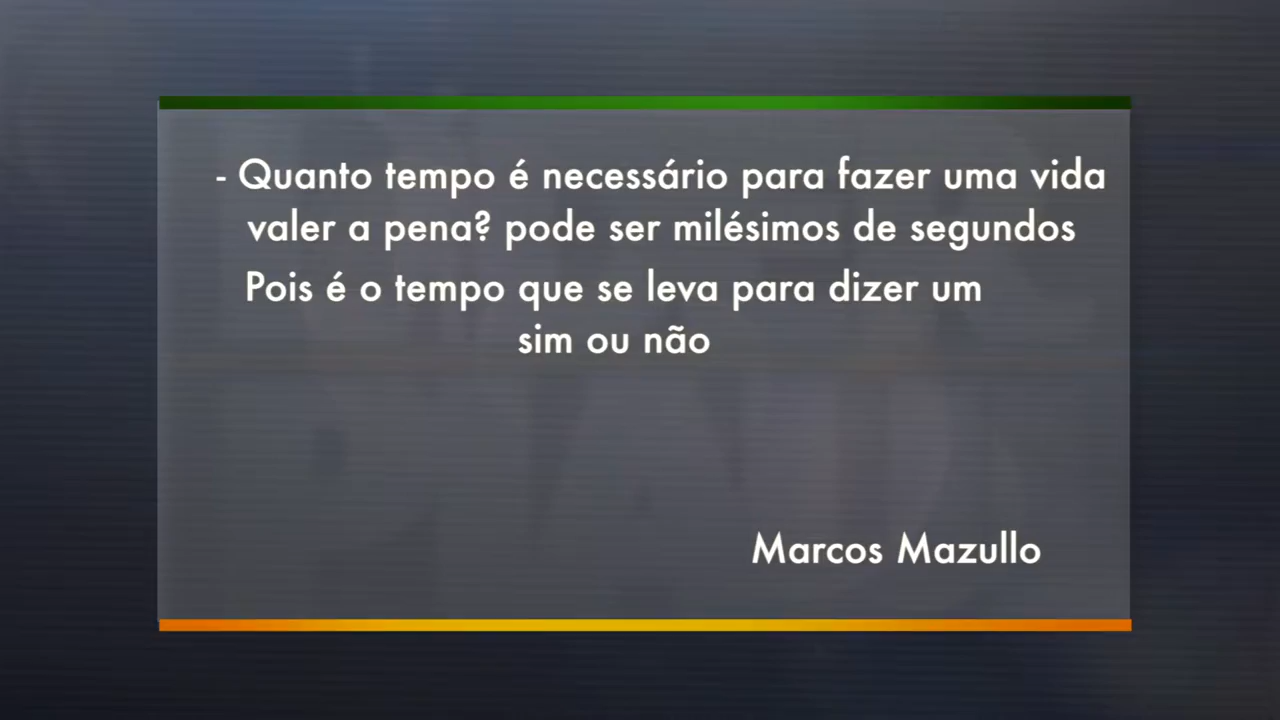 - Quanto tempo é necessário para fazer uma vida
valer a pena? pode ser milésimos de segundos
Pois é o tempo que se leva para dizer um
sim ou não
Marcos Mazullo